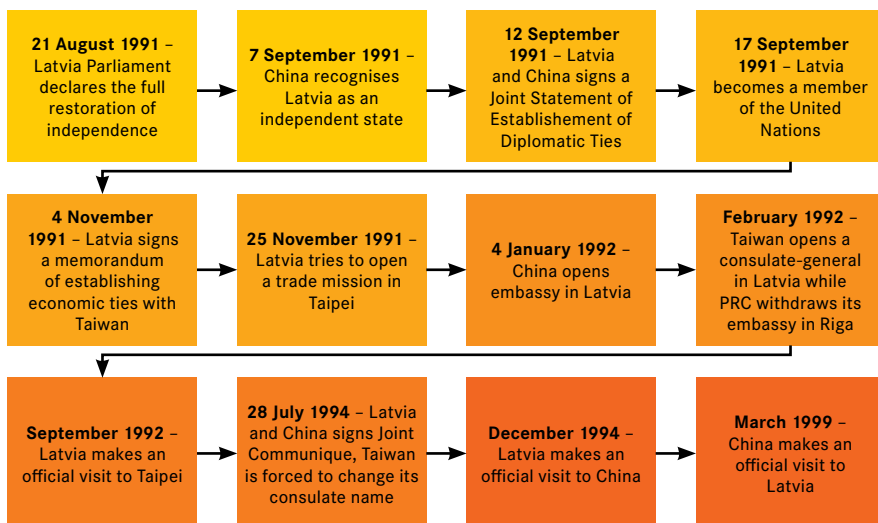 21 August 1991 –
Latvia Parliament
declares the full
restoration of
independence
7 September 1991 –
China recognises
Latvia as an
independent state
12 September
1991 – Latvia
and China signs a
Joint Statement of
Establishement of
Diplomatic Ties
17 September
1991 – Latvia
becomes a member
of the United
Nations
4 November
1991 – Latvia signs
a memorandum
of establishing
economic ties with
Taiwan
25 November 1991 –
Latvia tries to open
a trade mission in
Taipei
4 January 1992 –
China opens
embassy in Latvia
February 1992 –
Taiwan opens a
consulate-general
in Latvia while
PRC withdraws its
embassy in Riga
September 1992 –
Latvia makes an
official visit to Taipei
28 July 1994 – Latvia
and China signs Joint
Communique, Taiwan
is forced to change its
consulate name
December 1994 –
Latvia makes an
official visit to China
March 1999 –
China makes an
official visit to
Latvia